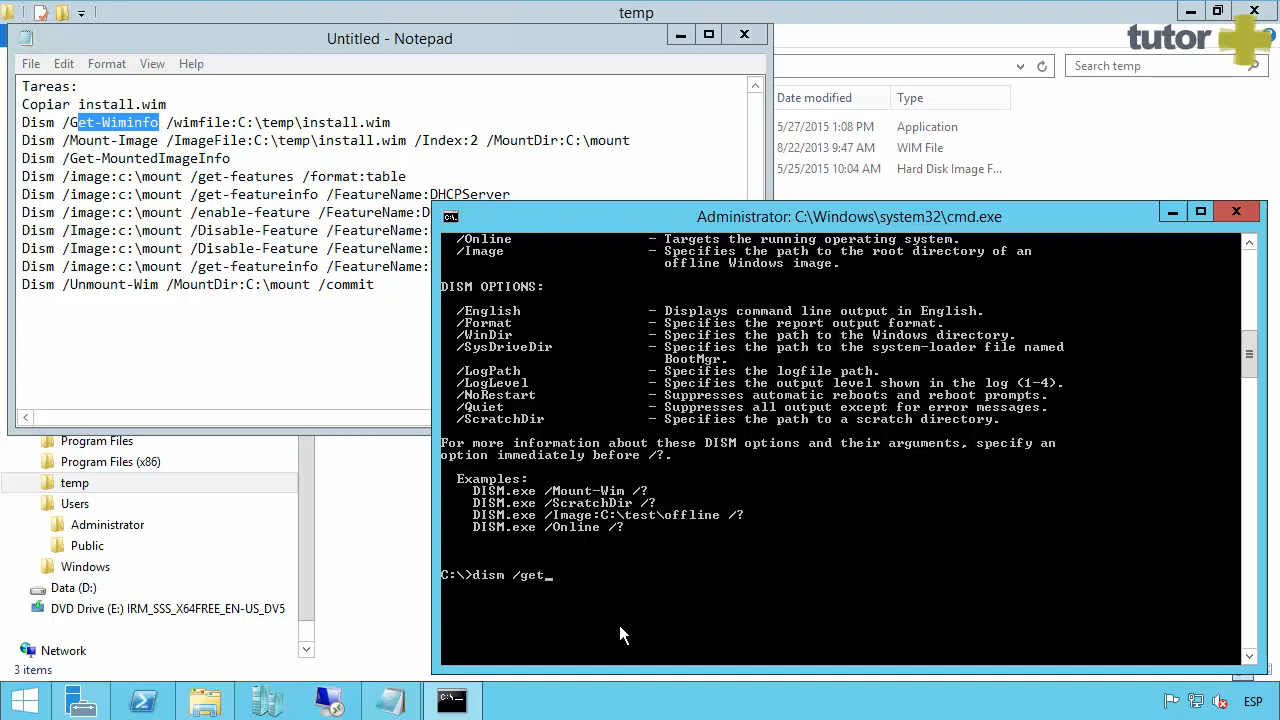 temp
tutor
Untitled - Notepad
File Edit Format View Help
Tareas:
Copiar install.wim
Dism /Get-Wiminfo /wimfile:C:\temp\install.wim
Dism /Mount-Image /ImageFile:C:\temp\install.wim /Index:2 /MountDir:C:\mount
Dism /Get-MountedImageInfo
Dism /image:c:\mount /get-features /format:table
Dism /image:c:\mount /get-featureinfo /FeatureName:DHCPServer
Dism /image:c:\mount /enable-feature /FeatureName:D
Dism /Image:c:\mount /Disable-Feature /FeatureName:
Dism /Image:c:\mount /Disable-Feature /FeatureName:
Dism /image:c:\mount /get-featureinfo /FeatureName:
Dism /Unmount-Wim /MountDir:C:\mount /commit
Search temp
Date modified Type
5/27/2015 1:08 PM Application
8/22/2013 9:47 AM WIM File
5/25/2015 10:04 AM Hard Disk Image F...
Administrator: C:\Windows\system32\cmd.exe
/Online - Targets the running operating system.
/Image - Specifies the path to the root directory of an
offline Windows image.
DISM OPTIONS:
/English - Displays command line output in English.
/Format - Specifies the report output format.
/WinDir - Specifies the path to the Windows directory.
/SysDriveDir - Specifies the path to the system-loader file named
BootMgr.
/LogPath - Specifies the logfile path.
/LogLevel - Specifies the output level shown in the log (1-4).
/NoRestart - Suppresses automatic reboots and reboot prompts.
/Quiet - Suppresses all output except for error messages.
/ScratchDir - Specifies the path to a scratch directory.
For more information about these DISM options and their arguments, specify an
option immediately before /?.
Examples:
DISM.exe /Mount-Wim /?
DISM.exe /ScratchDir /?
DISM.exe /Image:C:\test\offline /?
DISM.exe /Online /?
C:\>dism /get_
Program Files
Program Files (x86)
temp
Users
Administrator
Public
Windows
Data (D:)
DVD Drive (E:) IRM_SSS_X64FREE_EN-US_DV5
Network
3 items
ESP